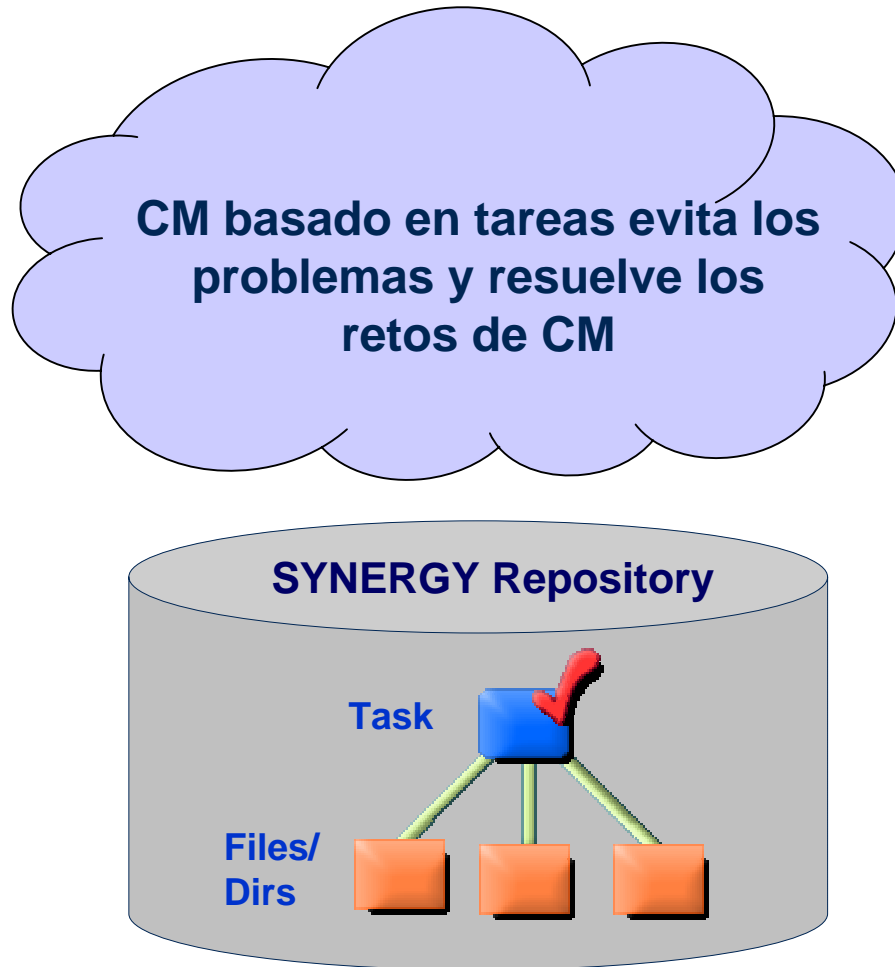 CM basado en tareas evita los
problemas y resuelve los
retos de CM
SYNERGY Repository
Task
Files/
Dirs